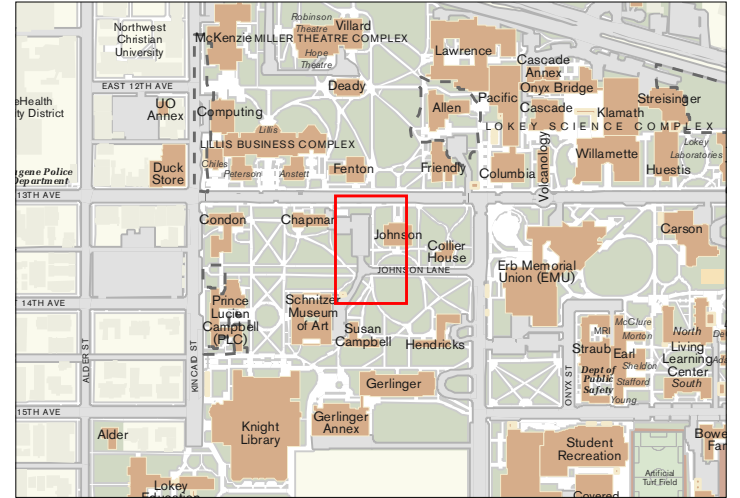 Northwest
Christian
University
McKenzie
Robinson
Theatre
Villard
MILLER THEATRE COMPLEX
Hope
Theatre
Lawrence
Cascade
Annex
Onyx Bridge
EAST 12TH AVE
Deady
Pacific
Cascade
Klamath
Streisinger
eHealth
ty District
UO
Annex
Computing
Allen
LOKEY SCIENCE COMPLEX
Lillis
LILLIS BUSINESS COMPLEX
Willamette
Lokey
Laboratories
Huestis
Volcanology
Duck
Store
Chiles
Peterson
Anstett
Fenton
Friendly
Columbia
ugene Police
Department
13TH AVE
Condon
Chapman
Johnson
Collier
House
Carson
JOHNSON LANE
Erb Memorial
Union (EMU)
14TH AVE
Prince
Lucien
Campbell
(PLC)
Schnitzer
Museum
of Art
Susan
Campbell
Hendricks
McClure
MRI
Morton
North
Straub
Earl
Living
Learning
Center
Sheldon
Dept of
Public
Safety
Stafford
South
Young
ALDER ST
KINCAID ST
ONYX ST
Gerlinger
15TH AVE
Alder
Knight
Library
Gerlinger
Annex
Student
Recreation
Bowe
Fam
Artificial
Turf Field
Lokey
Education
Covered